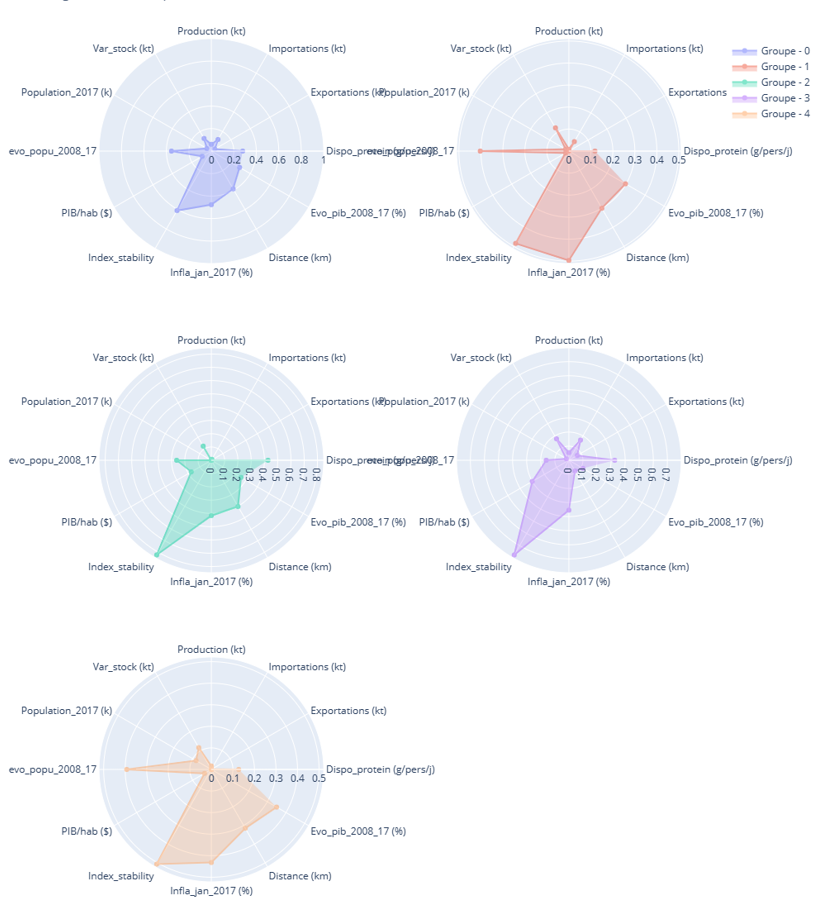 Production (kt)
Var_stock (kt)
Importations (kt)
Population_2017 (k)
Exportations (kt)
evo_popu_2008_17
Dispo_protein (g/pers/j)
0 0.2 0.4 0.6 0.8 1
PIB/hab ($)
Evo_pib_2008_17 (%)
Index_stability
Distance (km)
Infla_jan_2017 (%)
Production (kt)
Var_stock (kt)
Importations (kt)
Population_2017 (k)
Exportations
evo_popu_2008_17
Dispo_protein (g/pers/j)
0 0.1 0.2 0.3 0.4 0.5
PIB/hab ($)
Evo_pib_2008_17 (%)
Index_stability
Distance (km)
Infla_jan_2017 (%)
Groupe - 0
Groupe - 1
Groupe - 2
Groupe - 3
Groupe - 4
Production (kt)
Var_stock (kt)
Importations (kt)
Population_2017 (k)
Exportations (kt)
evo_popu_2008_17
Dispo_protein (g/pers/j)
0 0.1 0.2 0.3 0.4 0.5 0.6 0.7 0.8
PIB/hab ($)
Evo_pib_2008_17 (%)
Index_stability
Distance (km)
Infla_jan_2017 (%)
Production (kt)
Var_stock (kt)
Importations (kt)
Population_2017 (k)
Exportations (kt)
evo_popu_2008_17
Dispo_protein (g/pers/j)
0 0.1 0.2 0.3 0.4 0.5 0.6 0.7
PIB/hab ($)
Evo_pib_2008_17 (%)
Index_stability
Distance (km)
Infla_jan_2017 (%)
Production (kt)
Var_stock (kt)
Importations (kt)
Population_2017 (k)
Exportations (kt)
evo_popu_2008_17
Dispo_protein (g/pers/j)
0 0.1 0.2 0.3 0.4 0.5
PIB/hab ($)
Evo_pib_2008_17 (%)
Index_stability
Distance (km)
Infla_jan_2017 (%)